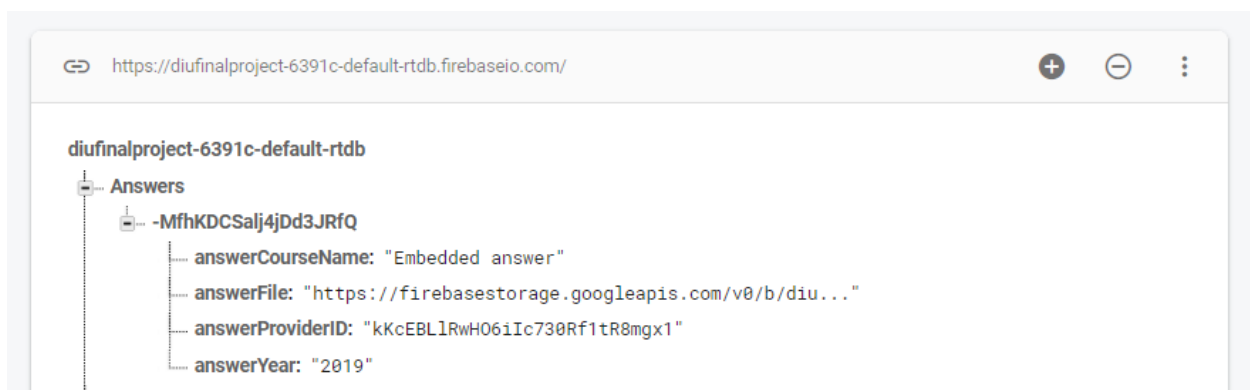 https://diufinalproject-6391c-default-rtdb.firebaseio.com/
diufinalproject-6391c-default-rtdb
Answers
-MfhKDCSalj4jDd3JRfQ
answerCourseName: "Embedded answer"
answerFile: "https://firebasestorage.googleapis.com/v0/b/diu..."
answerProviderID: "kKcEBLlRwHO6iIc730Rf1tR8mgx1"
answerYear: "2019"